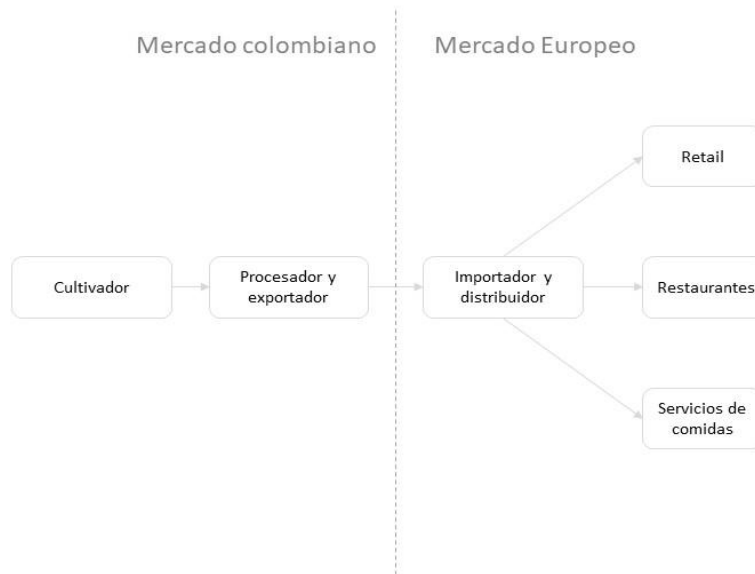 Mercado colombiano
Mercado Europeo
Retail
Cultivador
Procesador y
exportador
Importador y
distribuidor
Restaurantes
Servicios de
comidas